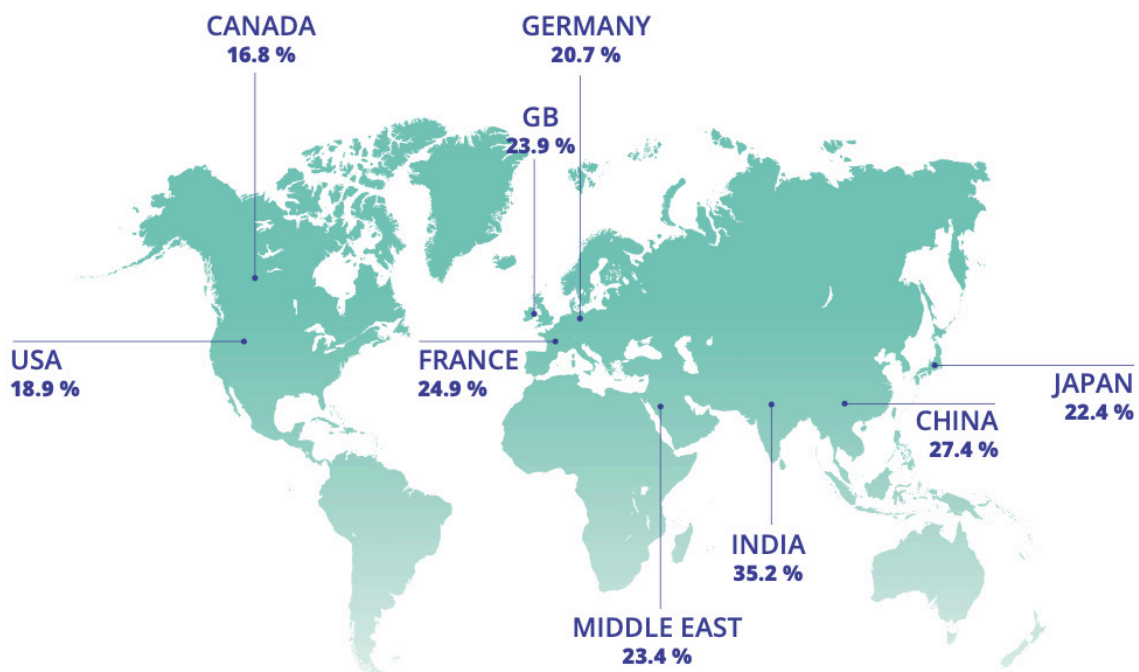 CANADA
16.8 %
GERMANY
20.7 %
GB
23.9 %
USA
18.9 %
FRANCE
24.9 %
JAPAN
22.4 %
CHINA
27.4 %
INDIA
35.2 %
MIDDLE EAST
23.4 %